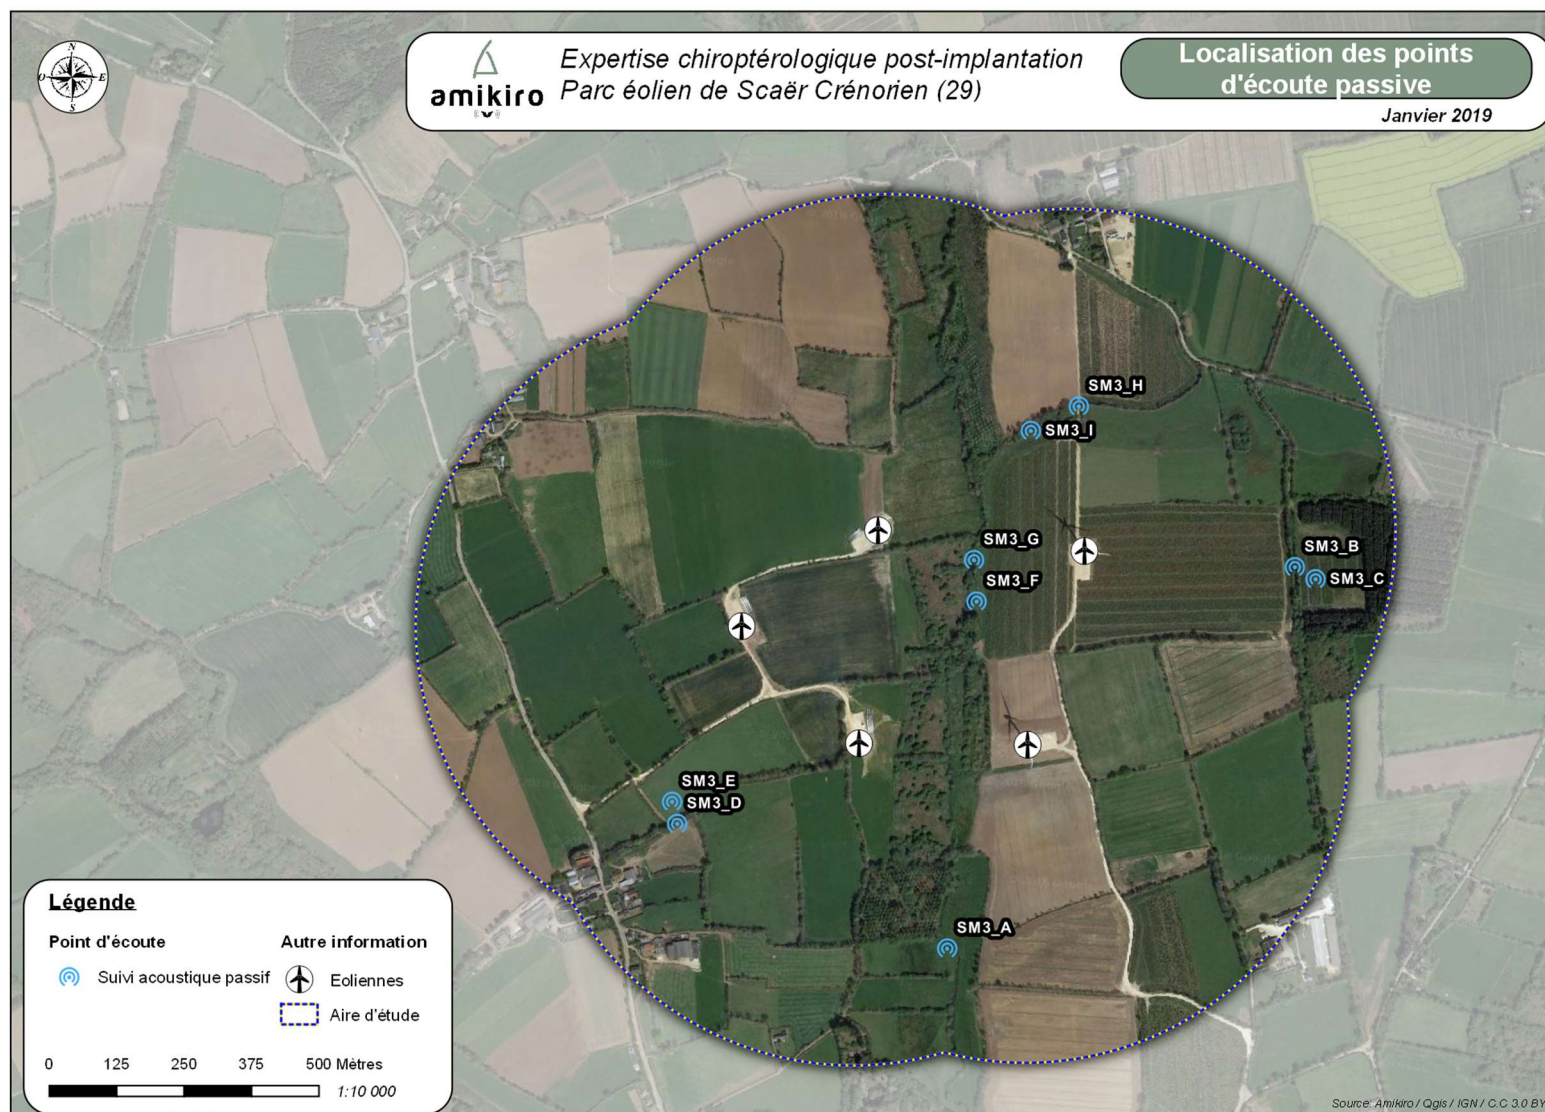 N
O
E
S
amikiro
Expertise chiroptérologique post-implantation
Parc éolien de Scaër Crénorien (29)
Localisation des points
d'écoute passive
Janvier 2019
SM3_H
SM3_I
SM3_G
SM3_F
SM3_B
SM3_C
SM3_E
SM3_D
SM3_A
Légende
Point d'écoute
Autre information
Suivi acoustique passif
Eoliennes
Aire d'étude
0 125 250 375 500 Mètres
1:10 000
Source: Amikiro / Qgis / IGN / C.C 3.0 BY